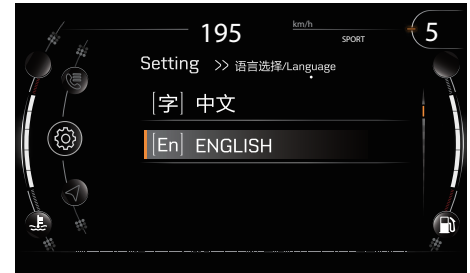 195 km/h SPORT 5
Setting >> 语言选择/Language
[字] 中文
[En] ENGLISH